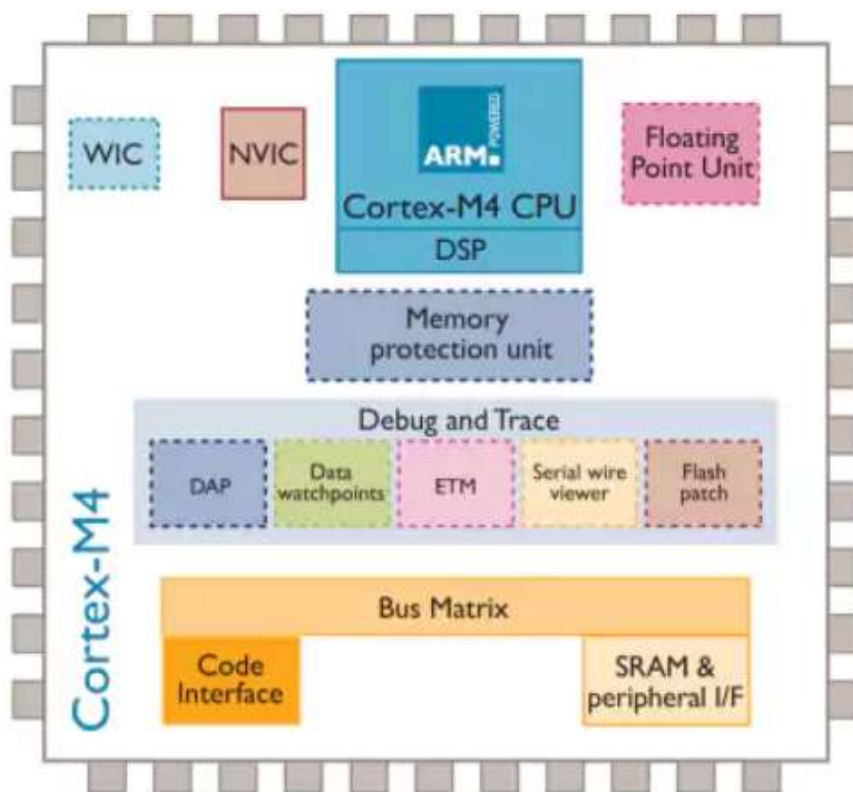 WIC
NVIC
ARM
POWERED
Cortex-M4 CPU
DSP
Floating
Point Unit
Memory
protection unit
Debug and Trace
DAP
Data
watchpoints
ETM
Serial wire
viewer
Flash
patch
Cortex-M4
Bus Matrix
Code
Interface
SRAM &
peripheral I/F